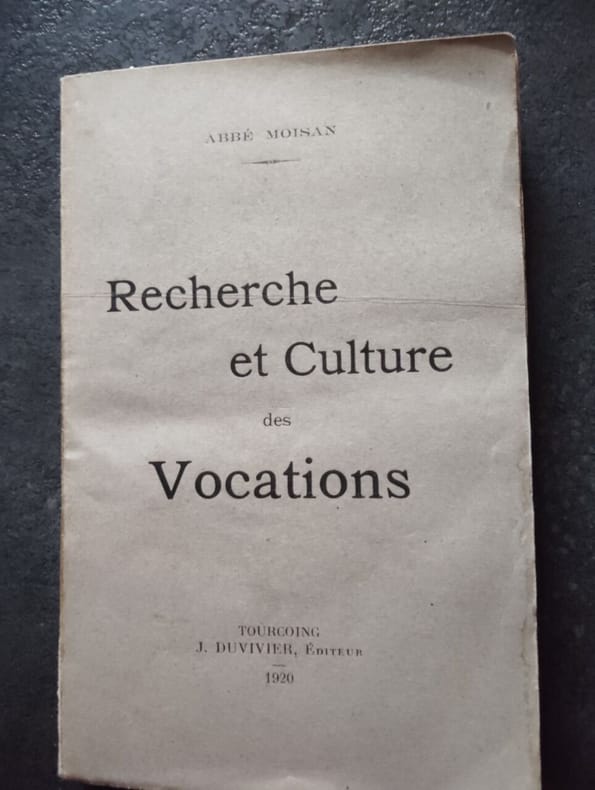 ABBÉ MOISAN
Recherche
et Culture
des
Vocations
TOURCOING
J. DUVIVIER, ÉDITEUR
1920